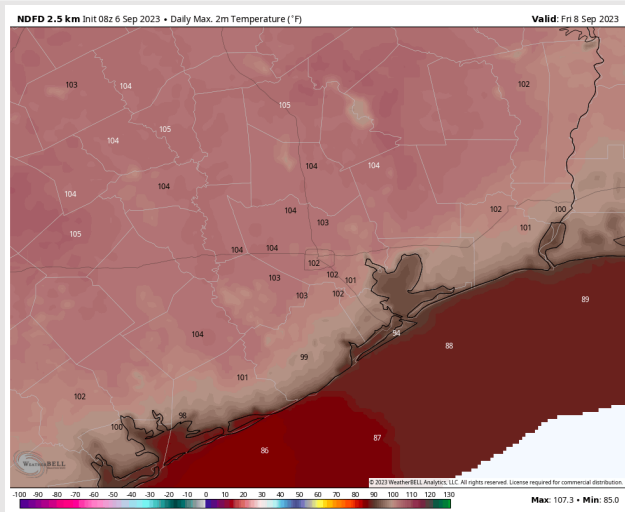 NDFD 2.5 km Init 08z 6 Sep 2023 • Daily Max. 2m Temperature (˚F) Valid: Fri 8 Sep 2023
103 104 102
105
104 105
104 104
104 104
104 102 100
105 103 101
104 104
102
103 102 101
103 102
89
104 94
88
99
101
102
98
100
87
86
WEATHERBELL
© 2023 WeatherBELL Analytics, LLC. All rights reserved. License required for commercial distribution.
-100 -90 -80 -70 -60 -50 -40 -30 -20 -10 0 10 20 30 40 50 60 70 80 90 100 110 120 130
Max: 107.3 • Min: 85.0